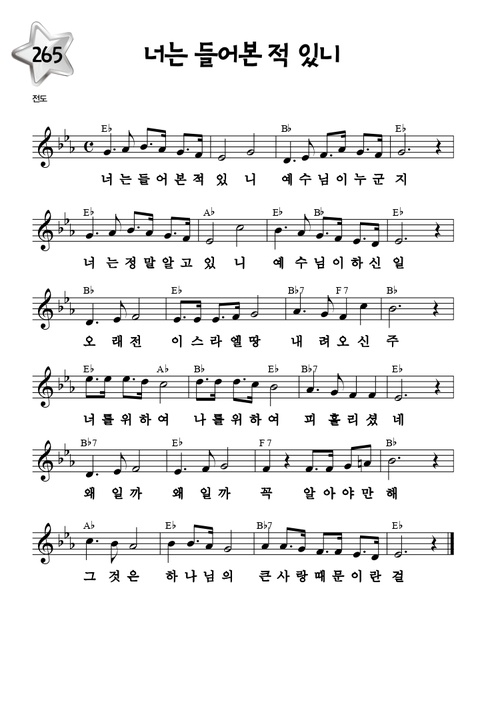 265
너는 들어본 적 있니
전도
E♭ B♭ E♭
너는들어본적있 니 예수님이누군지
E♭ A♭ E♭ B♭ E♭
너는정말알고있 니 예수님이하신일
B♭ E♭ B♭7 F7 B♭
오래전 이스라엘땅 내려오신주
E♭ A♭ B♭ E♭ B♭7 E♭
너를위하여 나를위하여 피흘리셨네
B♭7 E♭ F7 B♭
왜일까 왜일까 꼭 알아야만해
A♭ E♭ B♭7 E♭
그것은 하나님의 큰사랑때문이란걸